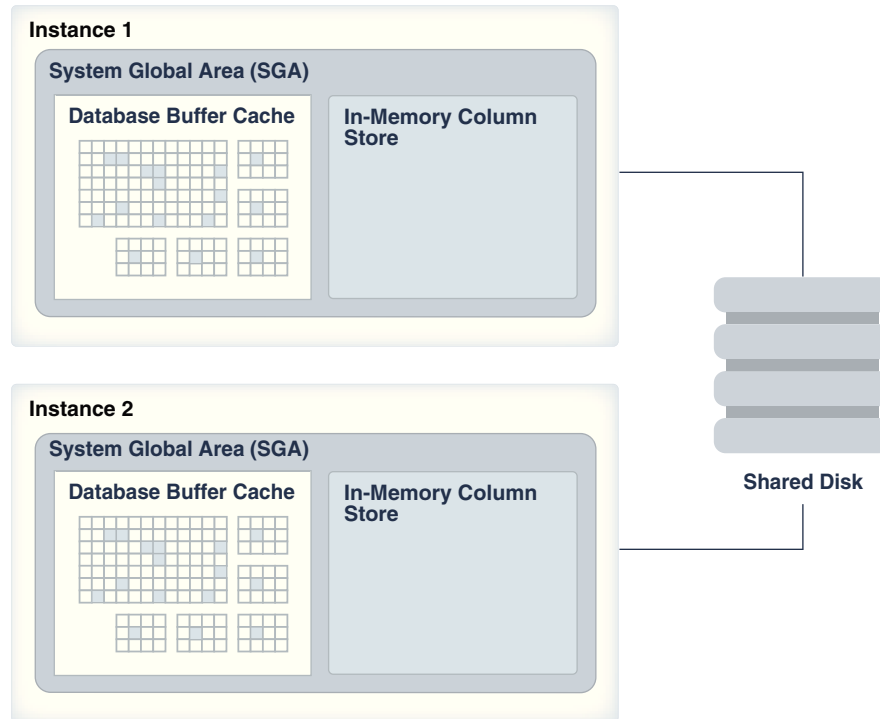 Instance 1
System Global Area (SGA)
Database Buffer Cache
In-Memory Column
Store
Instance 2
System Global Area (SGA)
Database Buffer Cache
In-Memory Column
Store
Shared Disk